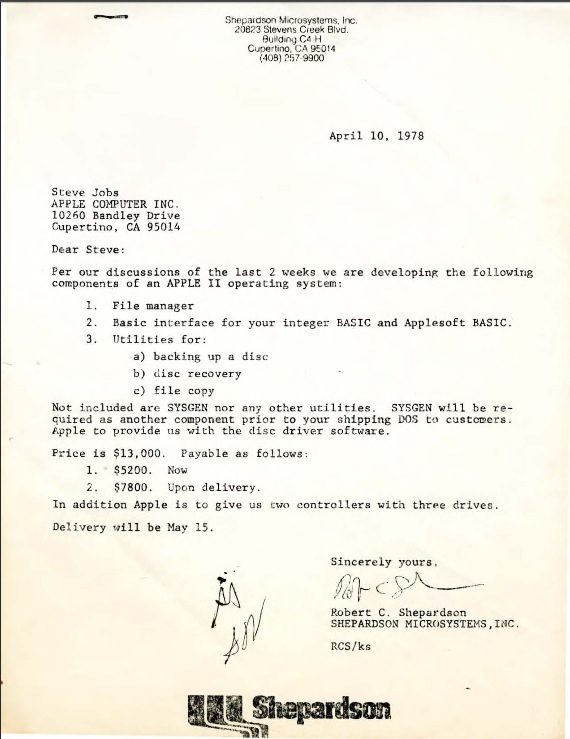 Shepardson Microsystems, Inc.
20823 Stevens Creek Blvd.
Building C4-H
Cupertino, CA 95014
(408) 257-9900
April 10, 1978
Steve Jobs
APPLE COMPUTER INC.
10260 Bandley Drive
Cupertino, CA 95014
Dear Steve:
Per our discussions of the last 2 weeks we are developing the following
components of an APPLE II operating system:
1. File manager
2. Basic interface for your integer BASIC and Applesoft BASIC.
3. Utilities for:
a) backing up a disc
b) disc recovery
c) file copy
Not included are SYSGEN nor any other utilities. SYSGEN will be re-
quired as another component prior to your shipping DOS to customers.
Apple to provide us with the disc driver software.
Price is $13,000. Payable as follows:
1. $5200. Now
2. $7800. Upon delivery.
In addition Apple is to give us two controllers with three drives.
Delivery will be May 15.
Sincerely yours,
Robert C. Shepardson
SHEPARDSON MICROSYSTEMS, INC.
RCS/ks
Shepardson